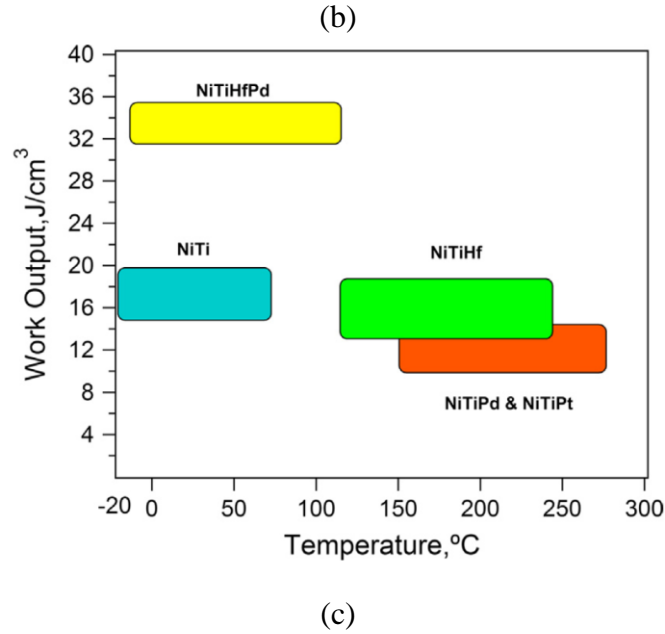 (b)
40
36
32
28
24
20
16
12
8
4
Work Output,J/cm³
NiTiHfPd
NiTi
NiTiHf
NiTiPd & NiTiPt
-20 0 50 100 150 200 250 300
Temperature,ºC
(c)